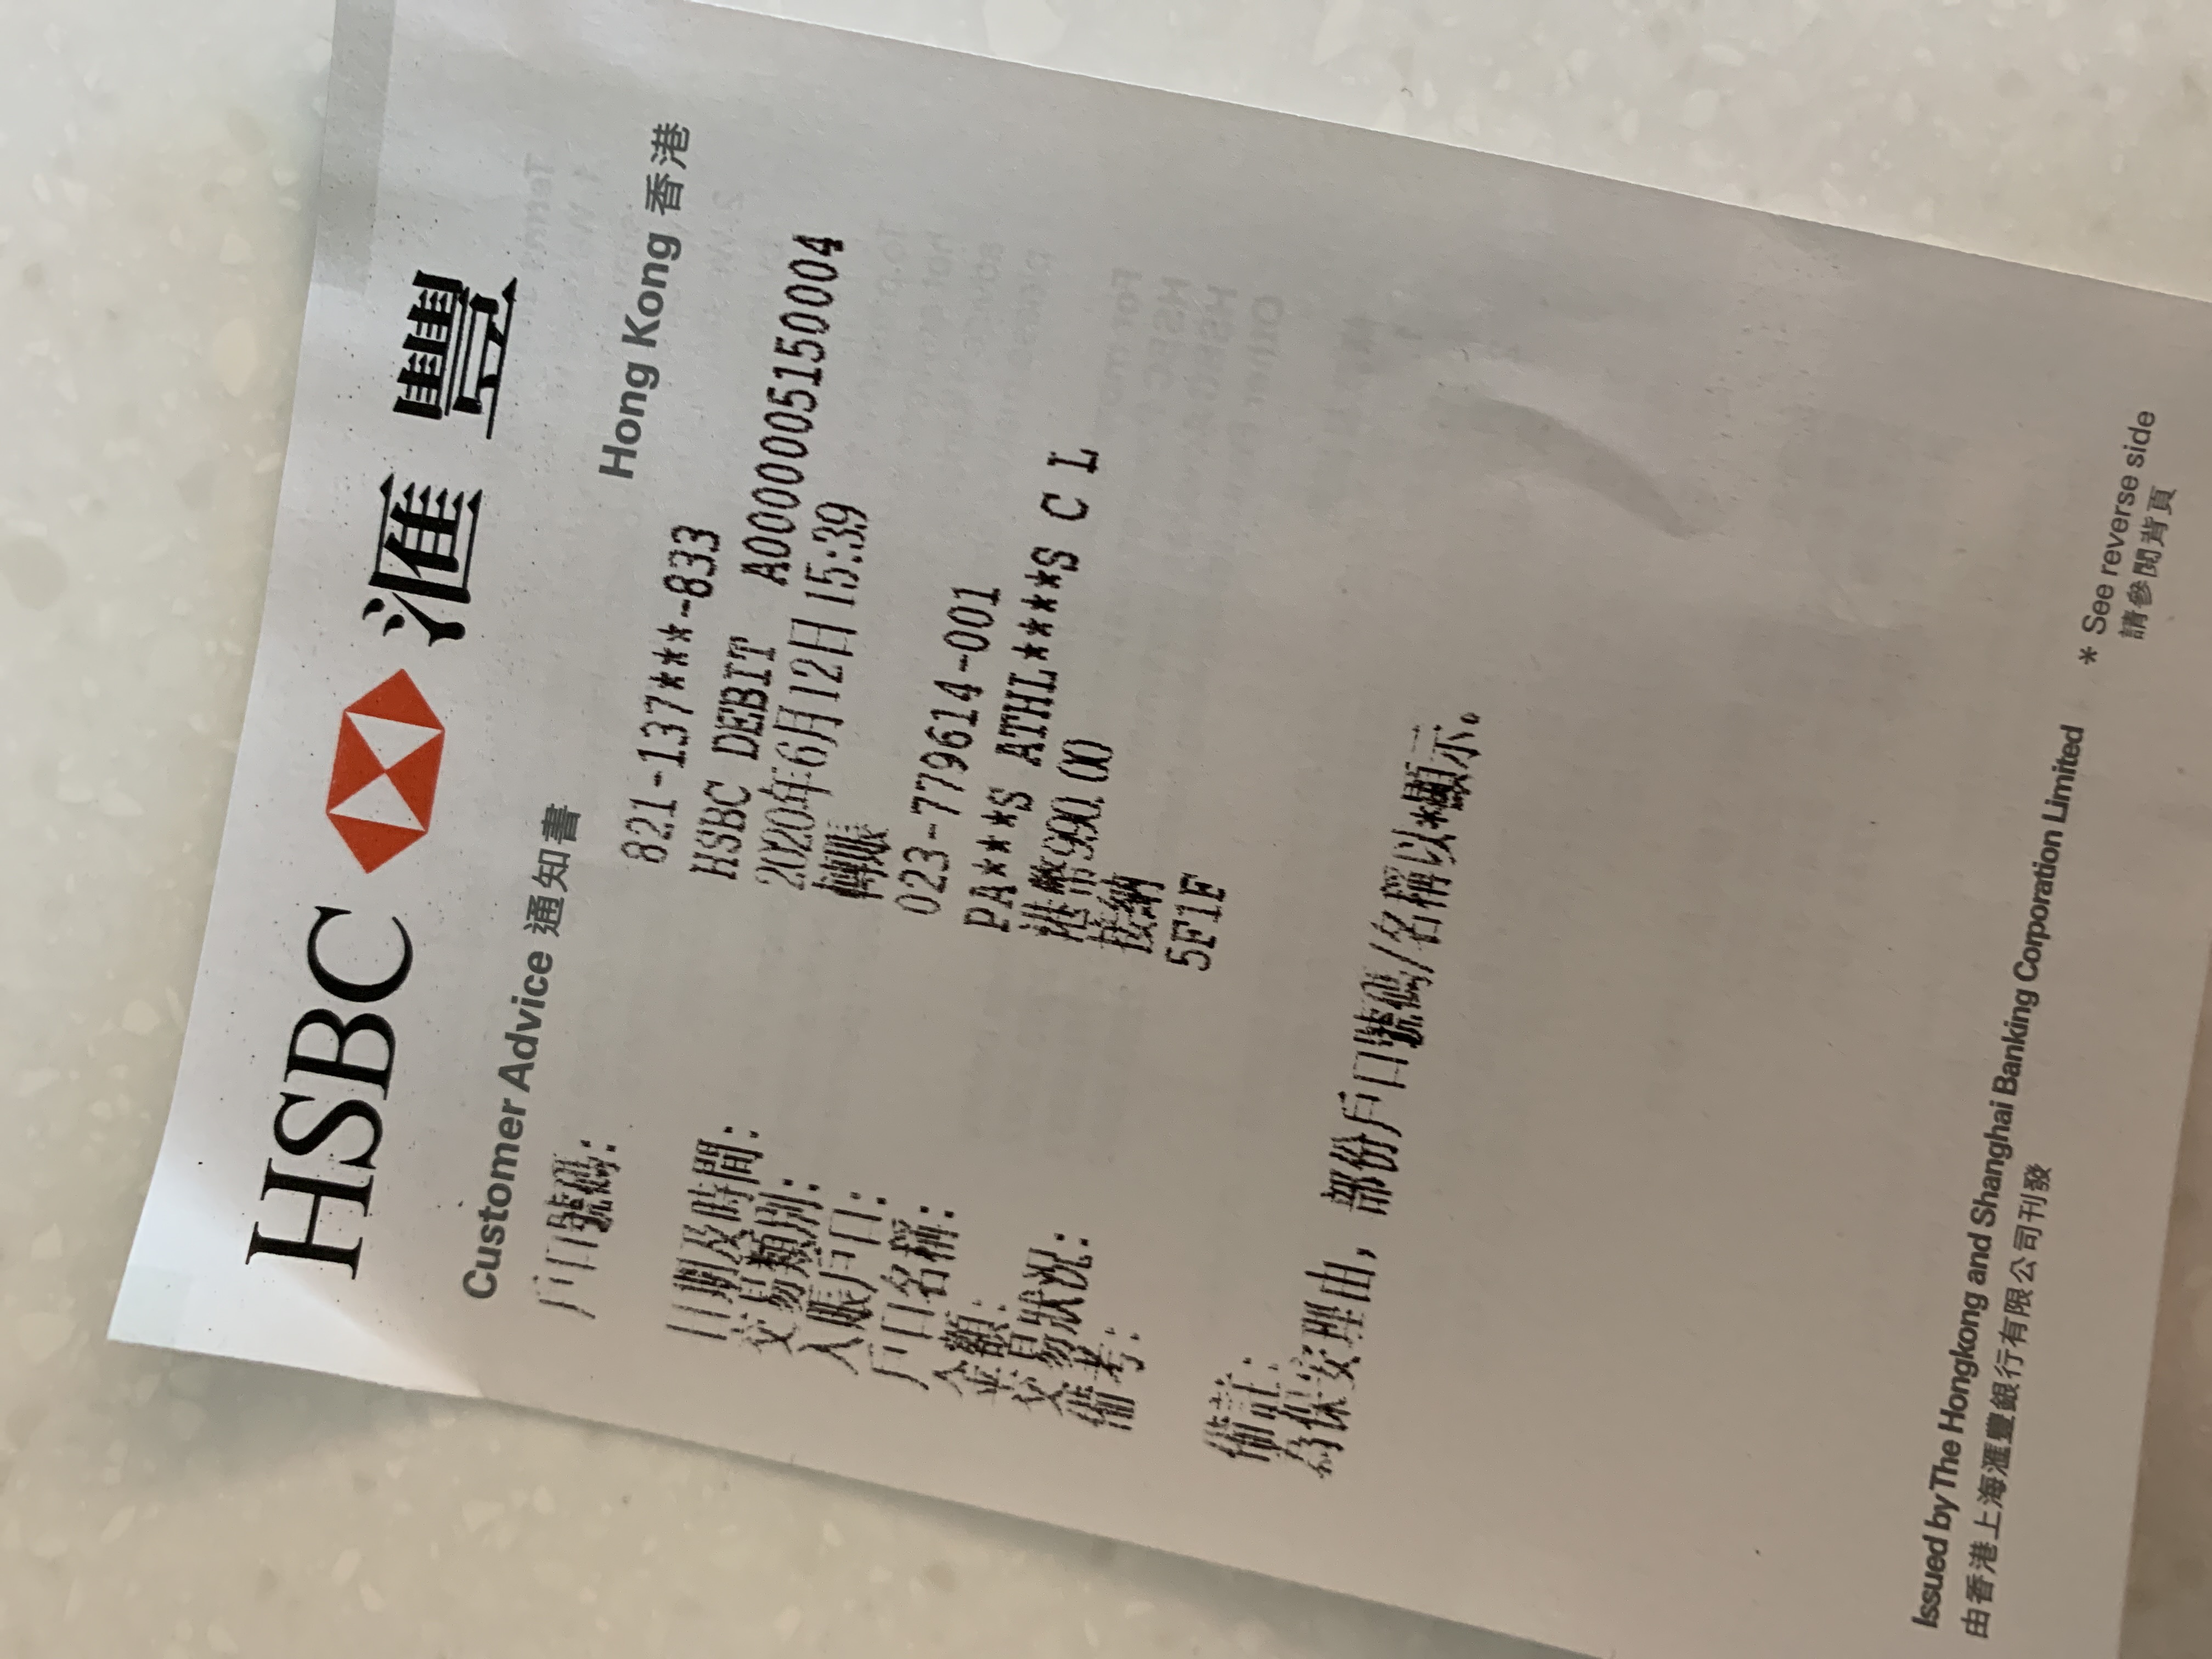 HSBC 滙豐
Customer Advice 通知書 Hong Kong 香港
戶口號碼: 821-137***-833
HSBC DEBIT A0000005150004
日期及時間: 2020年6月12日 15:39
交易類別: 轉賬
入賬戶口: 023-779614-001
戶口名稱: PA***S ATHL****S C L
金額: 港幣990.00
交易狀況: 接納
備考: 5F1F
備註:
為保安理由, 部份戶口號碼/名稱以*顯示。
Issued by The Hongkong and Shanghai Banking Corporation Limited * See reverse side
由香港上海滙豐銀行有限公司刊發 請參閱背頁